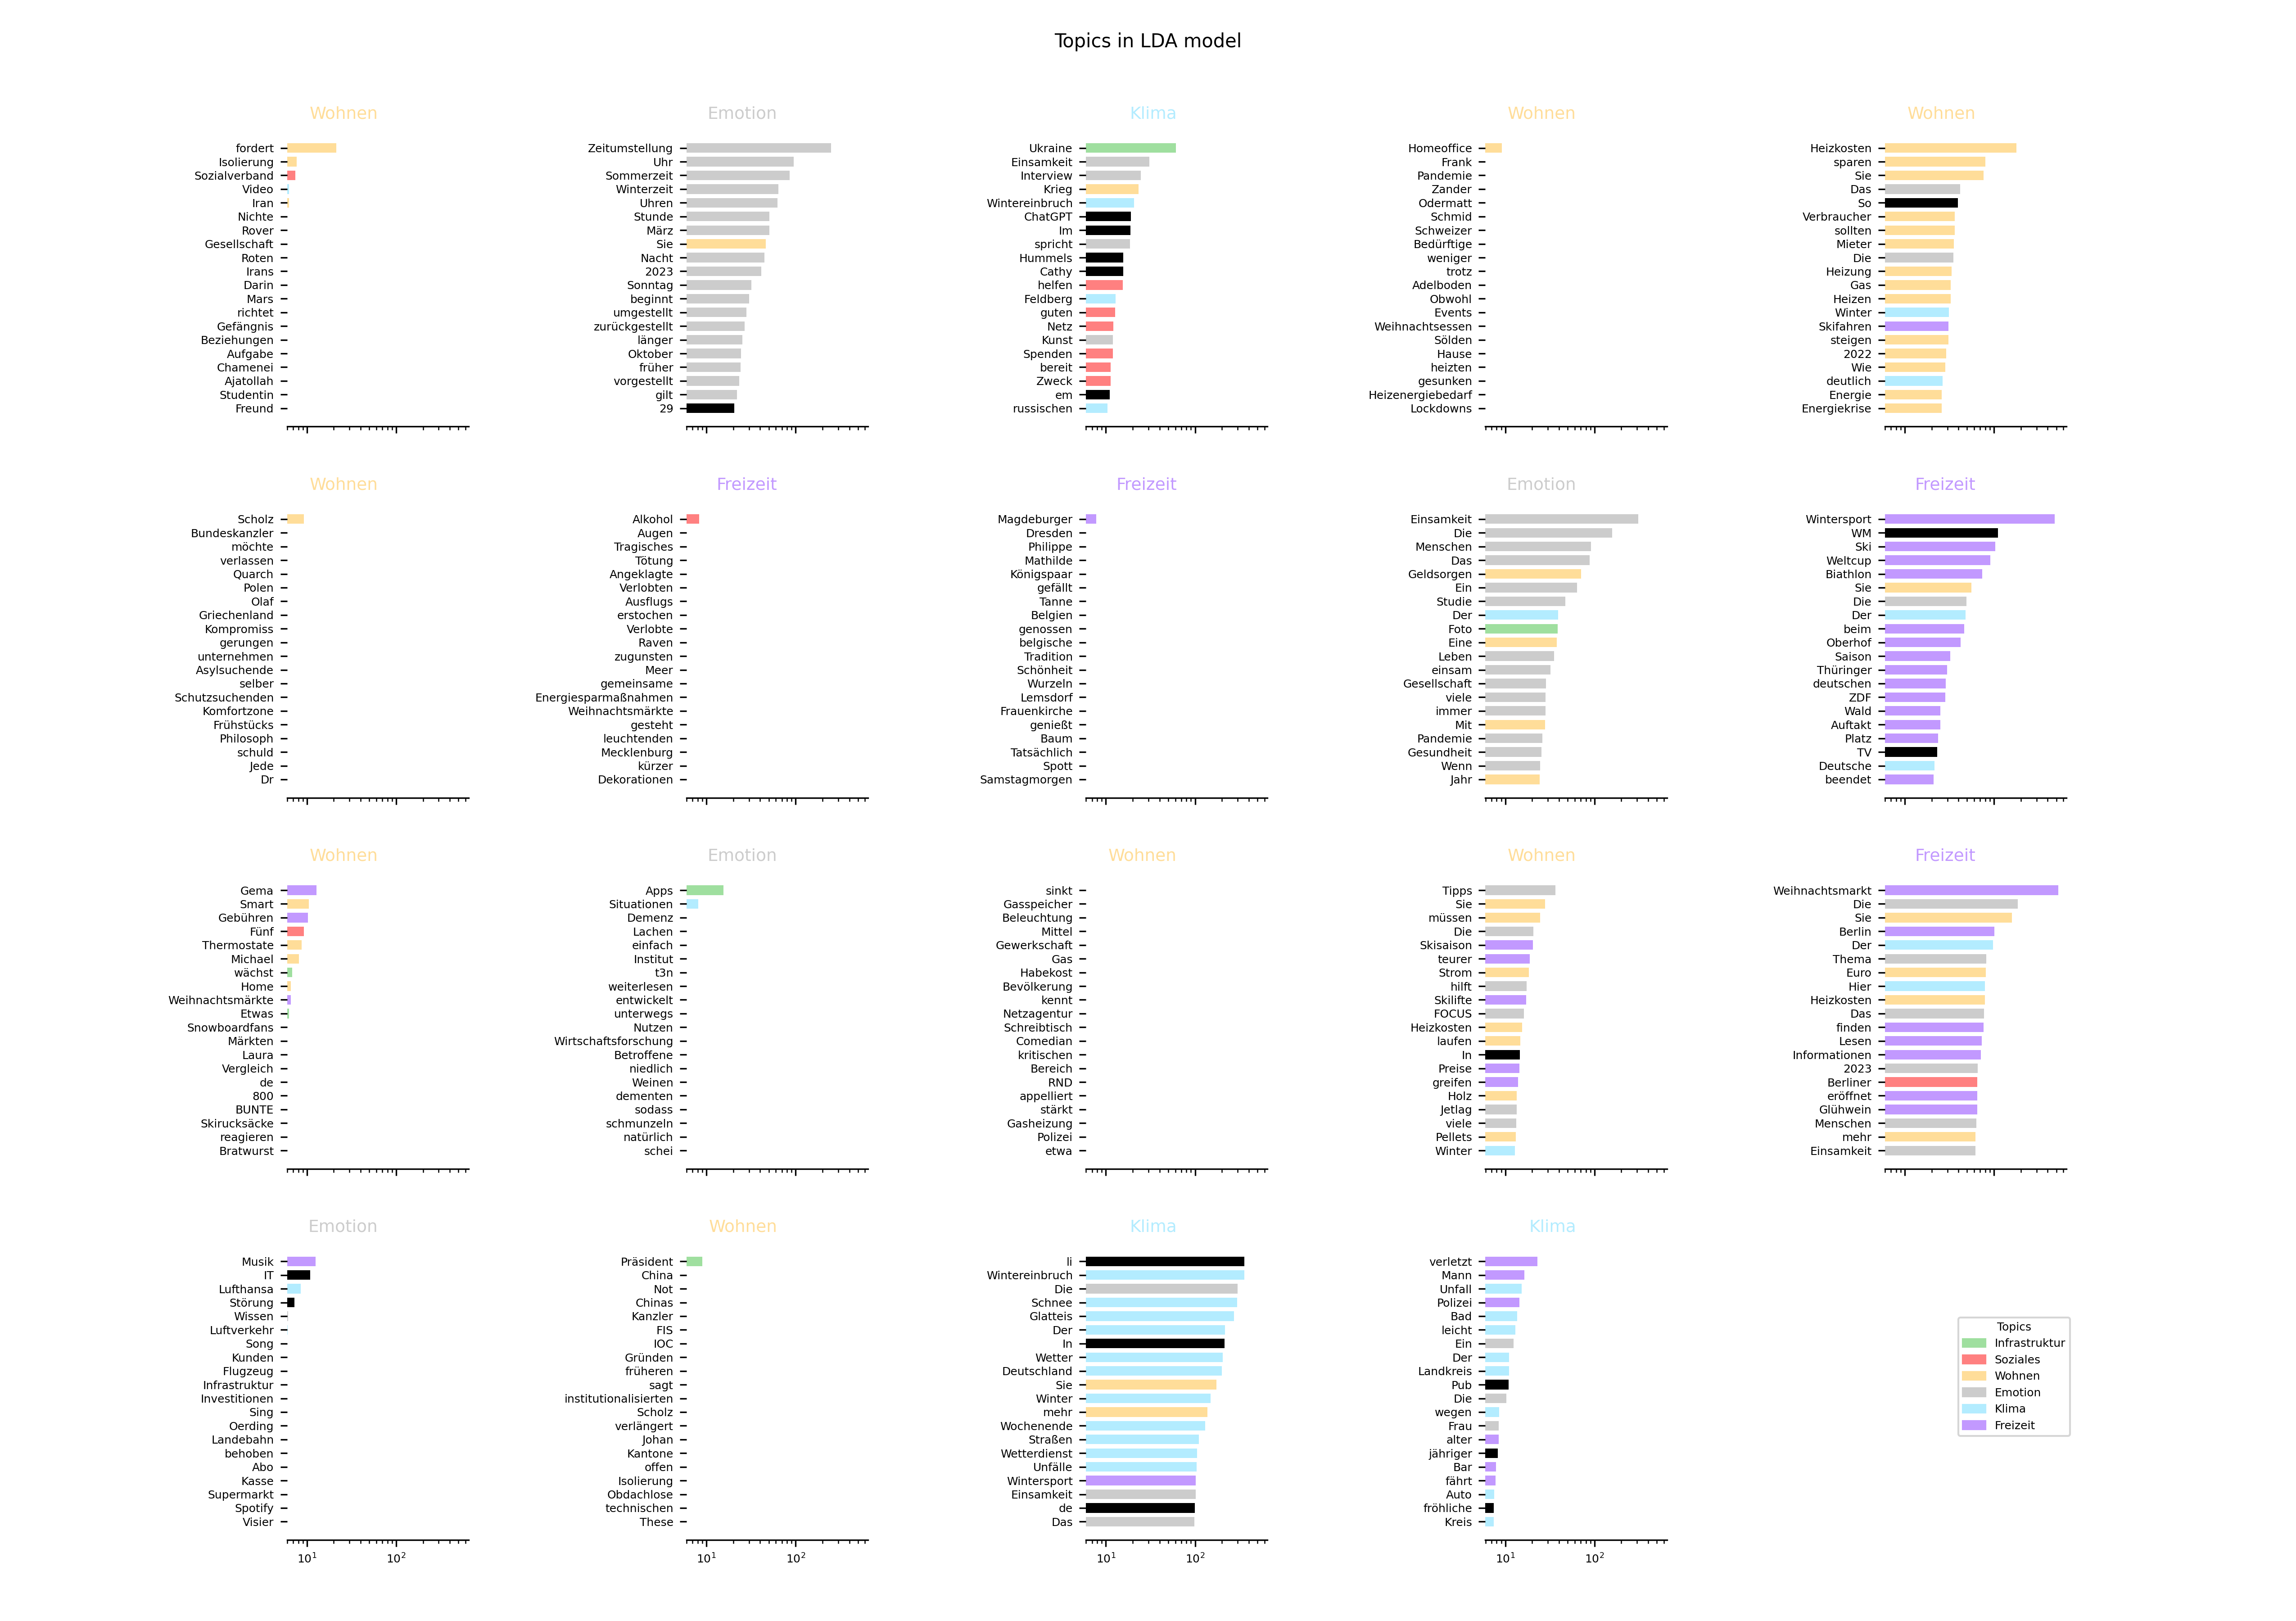 Topics in LDA model
Wohnen
fordert
Isolierung
Sozialverband
Video
Iran
Nichte
Rover
Gesellschaft
Roten
Irans
Darin
Mars
richtet
Gefängnis
Beziehungen
Aufgabe
Chamenei
Ajatollah
Studentin
Freund
Emotion
Zeitumstellung
Uhr
Sommerzeit
Winterzeit
Uhren
Stunde
März
Sie
Nacht
2023
Sonntag
beginnt
umgestellt
zurückgestellt
länger
Oktober
früher
vorgestellt
gilt
29
Klima
Ukraine
Einsamkeit
Interview
Krieg
Wintereinbruch
ChatGPT
Im
spricht
Hummels
Cathy
helfen
Feldberg
guten
Netz
Kunst
Spenden
bereit
Zweck
em
russischen
Wohnen
Homeoffice
Frank
Pandemie
Zander
Odermatt
Schmid
Schweizer
Bedürftige
weniger
trotz
Adelboden
Obwohl
Events
Weihnachtsessen
Sölden
Hause
heizten
gesunken
Heizenergiebedarf
Lockdowns
Wohnen
Heizkosten
sparen
Sie
Das
So
Verbraucher
sollten
Mieter
Die
Heizung
Gas
Heizen
Winter
Skifahren
steigen
2022
Wie
deutlich
Energie
Energiekrise
Wohnen
Scholz
Bundeskanzler
möchte
verlassen
Quarch
Polen
Olaf
Griechenland
Kompromiss
gerungen
unternehmen
Asylsuchende
selber
Schutzsuchenden
Komfortzone
Frühstücks
Philosoph
schuld
Jede
Dr
Freizeit
Alkohol
Augen
Tragisches
Tötung
Angeklagte
Verlobten
Ausflugs
erstochen
Verlobte
Raven
zugunsten
Meer
gemeinsame
Energiesparmaßnahmen
Weihnachtsmärkte
gesteht
leuchtenden
Mecklenburg
kürzer
Dekorationen
Freizeit
Magdeburger
Dresden
Philippe
Mathilde
Königspaar
gefällt
Tanne
Belgien
genossen
belgische
Tradition
Schönheit
Wurzeln
Lemsdorf
Frauenkirche
genießt
Baum
Tatsächlich
Spott
Samstagmorgen
Emotion
Einsamkeit
Die
Menschen
Das
Geldsorgen
Ein
Studie
Der
Foto
Eine
Leben
einsam
Gesellschaft
viele
immer
Mit
Pandemie
Gesundheit
Wenn
Jahr
Freizeit
Wintersport
WM
Ski
Weltcup
Biathlon
Sie
Die
Der
beim
Oberhof
Saison
Thüringer
deutschen
ZDF
Wald
Auftakt
Platz
TV
Deutsche
beendet
Wohnen
Gema
Smart
Gebühren
Fünf
Thermostate
Michael
wächst
Home
Weihnachtsmärkte
Etwas
Snowboardfans
Märkten
Laura
Vergleich
de
800
BUNTE
Skirucksäcke
reagieren
Bratwurst
Emotion
Apps
Situationen
Demenz
Lachen
einfach
Institut
t3n
weiterlesen
entwickelt
unterwegs
Nutzen
Wirtschaftsforschung
Betroffene
niedlich
Weinen
dementen
sodass
schmunzeln
natürlich
schei
Wohnen
sinkt
Gasspeicher
Beleuchtung
Mittel
Gewerkschaft
Gas
Habekost
Bevölkerung
kennt
Netzagentur
Schreibtisch
Comedian
kritischen
Bereich
RND
appelliert
stärkt
Gasheizung
Polizei
etwa
Wohnen
Tipps
Sie
müssen
Die
Skisaison
teurer
Strom
hilft
Skilifte
FOCUS
Heizkosten
laufen
In
Preise
greifen
Holz
Jetlag
viele
Pellets
Winter
Freizeit
Weihnachtsmarkt
Die
Sie
Berlin
Der
Thema
Euro
Hier
Heizkosten
Das
finden
Lesen
Informationen
2023
Berliner
eröffnet
Glühwein
Menschen
mehr
Einsamkeit
Emotion
Musik
IT
Lufthansa
Störung
Wissen
Luftverkehr
Song
Kunden
Flugzeug
Infrastruktur
Investitionen
Sing
Oerding
Landebahn
behoben
Abo
Kasse
Supermarkt
Spotify
Visier
10¹ 10²
Wohnen
Präsident
China
Not
Chinas
Kanzler
FIS
IOC
Gründen
früheren
sagt
institutionalisierten
Scholz
verlängert
Johan
Kantone
offen
Isolierung
Obdachlose
technischen
These
10¹ 10²
Klima
li
Wintereinbruch
Die
Schnee
Glatteis
Der
In
Wetter
Deutschland
Sie
Winter
mehr
Wochenende
Straßen
Wetterdienst
Unfälle
Wintersport
Einsamkeit
de
Das
10¹ 10²
Klima
verletzt
Mann
Unfall
Polizei
Bad
leicht
Ein
Der
Landkreis
Pub
Die
wegen
Frau
alter
jähriger
Bar
fährt
Auto
fröhliche
Kreis
10¹ 10²
Topics
Infrastruktur
Soziales
Wohnen
Emotion
Klima
Freizeit